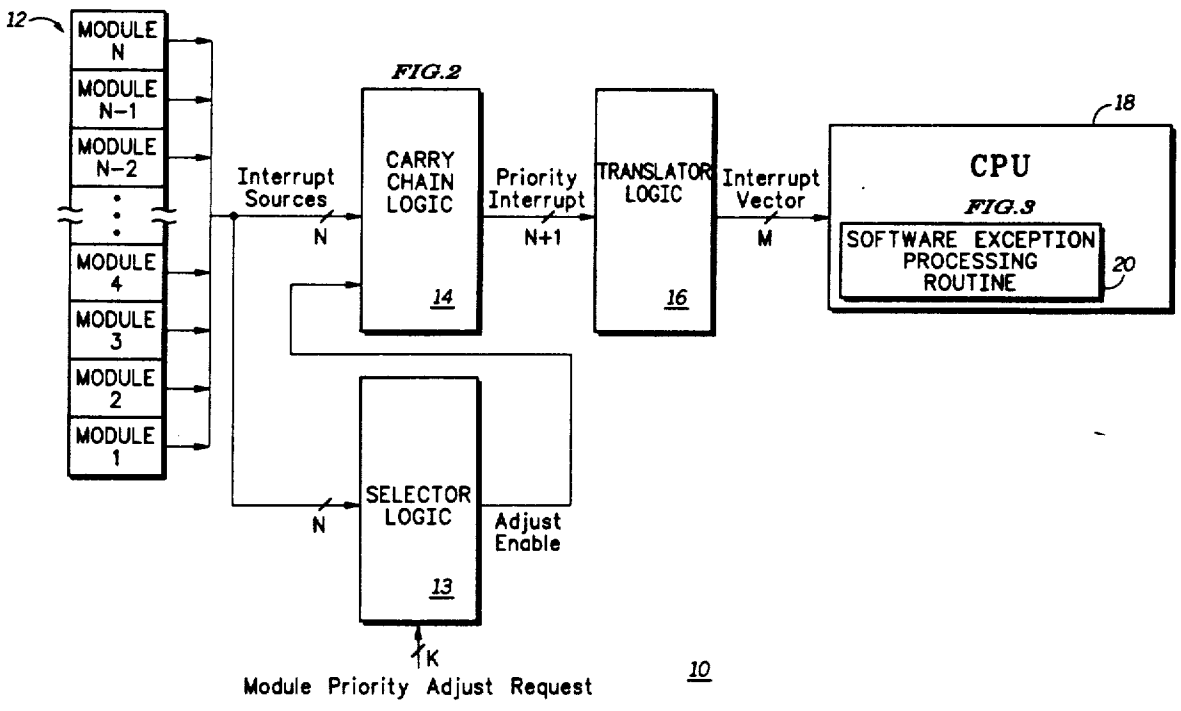 12
MODULE
N
MODULE
N-1
MODULE
N-2
MODULE
4
MODULE
3
MODULE
2
MODULE
1
Interrupt
Sources
N
N
FIG.2
CARRY
CHAIN
LOGIC
14
SELECTOR
LOGIC
13
K
Module Priority Adjust Request
Adjust
Enable
Priority
Interrupt
N+1
TRANSLATOR
LOGIC
16
Interrupt
Vector
M
18
CPU
FIG.3
SOFTWARE EXCEPTION
PROCESSING
ROUTINE
20
10